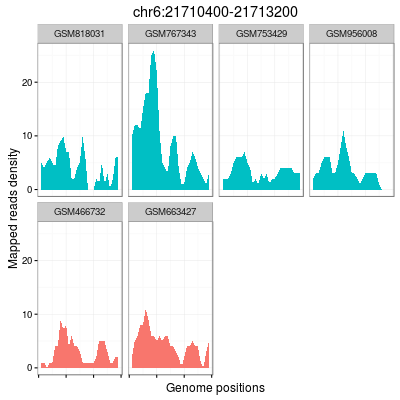 chr6:21710400-21713200
GSM818031 GSM767343 GSM753429 GSM956008
20
10
0
GSM466732 GSM663427
20
10
0
Mapped reads density
Genome positions